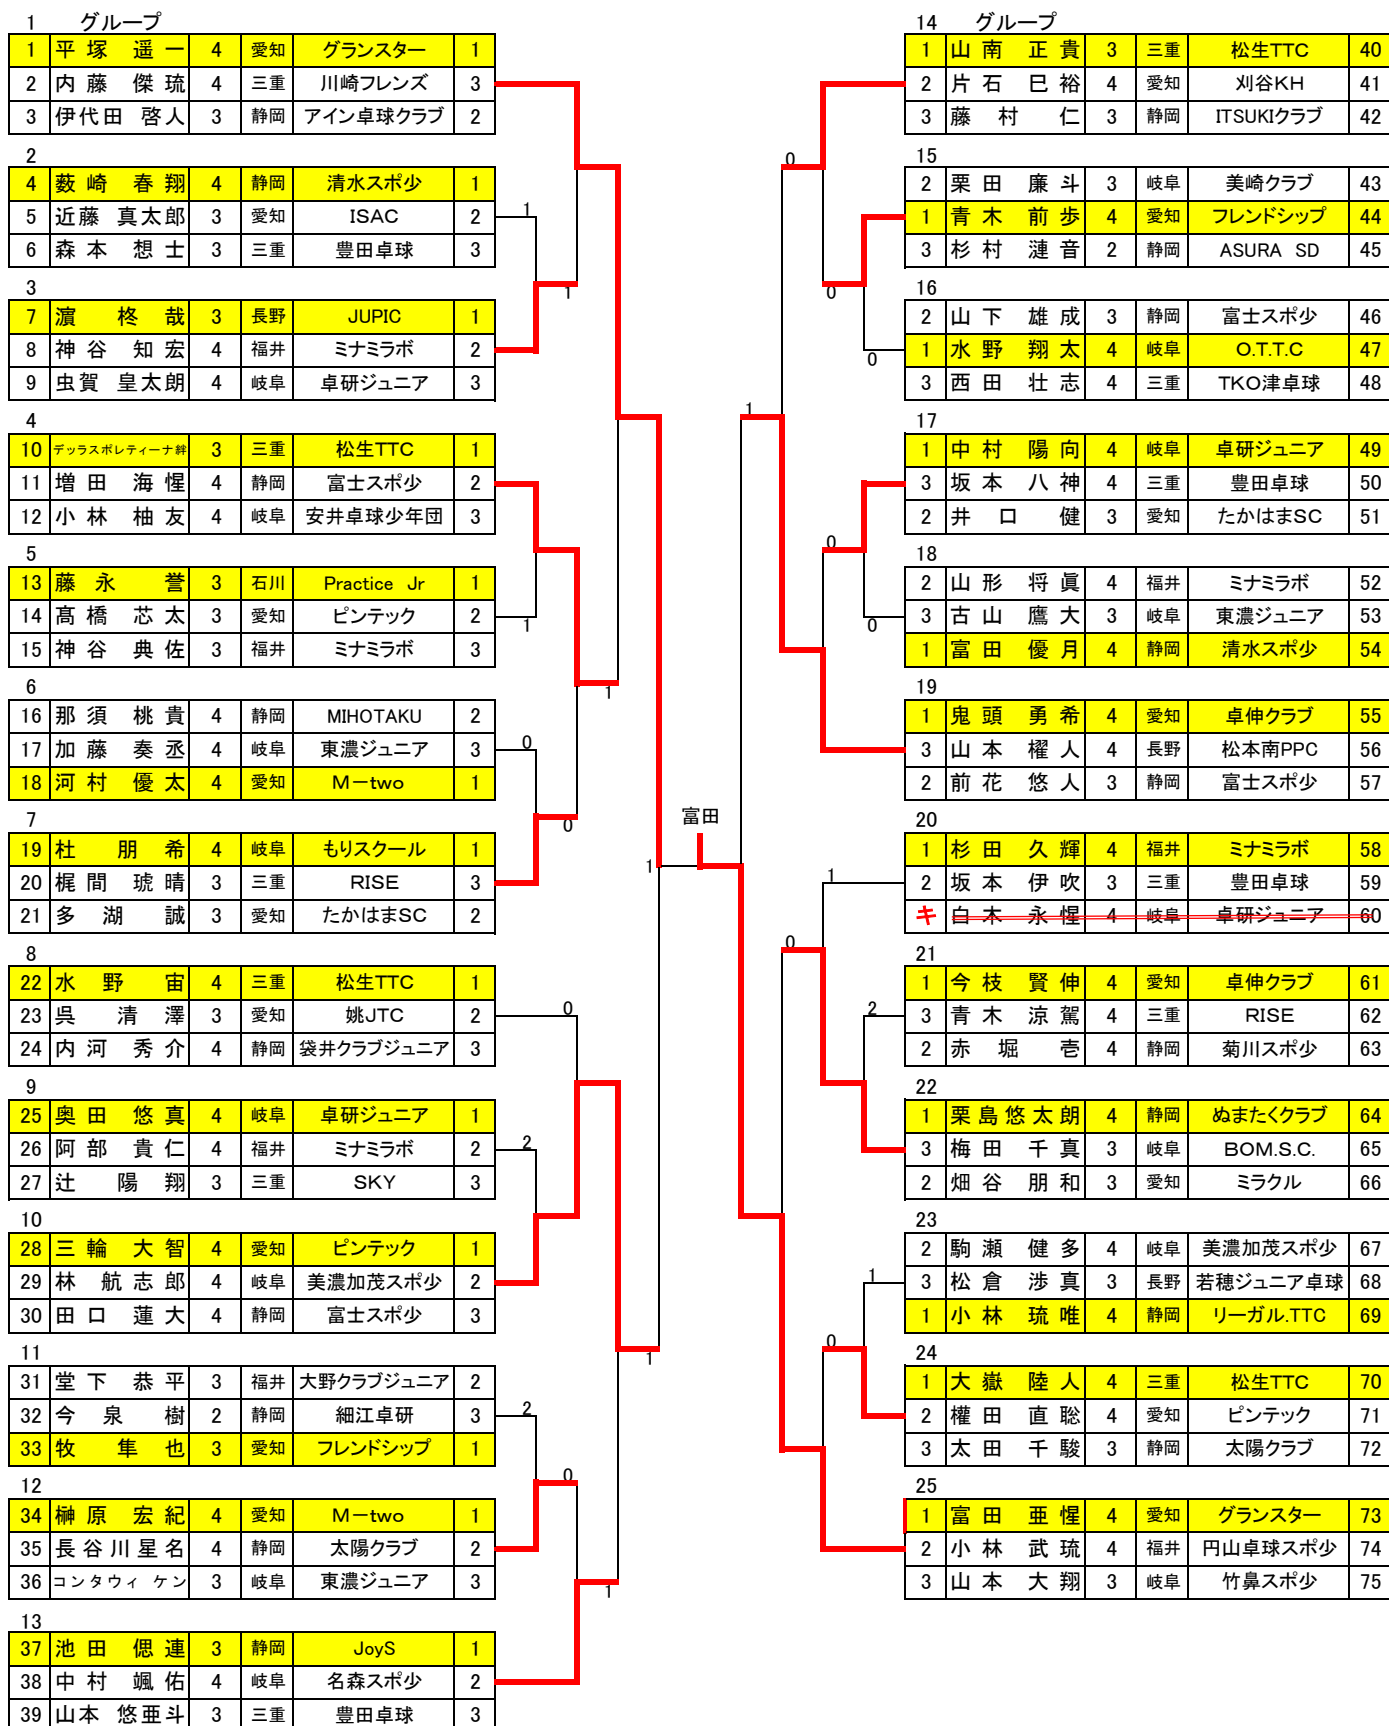 1 グループ
1 平塚 遥一 4 愛知 グランスター 1
2 内藤 傑琉 4 三重 川崎フレンズ 3
3 伊代田 啓人 3 静岡 アイン卓球クラブ 2
2
4 薮崎 春翔 4 静岡 清水スポ少 1
5 近藤 真太郎 3 愛知 ISAC 2
1
6 森本 想士 3 三重 豊田卓球 3
3
1
7 濵 柊哉 3 長野 JUPIC 1
8 神谷 知宏 4 福井 ミナミラボ 2
9 虫賀 皇太朗 4 岐阜 卓研ジュニア 3
4
10 デッラスポレティーナ絆 3 三重 松生TTC 1
11 増田 海惺 4 静岡 富士スポ少 2
12 小林 柚友 4 岐阜 安井卓球少年団 3
5
13 藤永 誉 3 石川 Practice Jr 1
14 髙橋 芯太 3 愛知 ピンテック 2
1
15 神谷 典佐 3 福井 ミナミラボ 3
6
1
16 那須 桃貴 4 静岡 MIHOTAKU 2
17 加藤 奏丞 4 岐阜 東濃ジュニア 3
0
18 河村 優太 4 愛知 M-two 1
7
0
19 杜 朋希 4 岐阜 もりスクール 1
20 梶間 琥晴 3 三重 RISE 3
21 多湖 誠 3 愛知 たかはまSC 2
8
22 水野 宙 4 三重 松生TTC 1
23 呉 清澤 3 愛知 姚JTC 2
0
24 内河 秀介 4 静岡 袋井クラブジュニア 3
9
25 奥田 悠真 4 岐阜 卓研ジュニア 1
26 阿部 貴仁 4 福井 ミナミラボ 2
2
27 辻 陽翔 3 三重 SKY 3
10
28 三輪 大智 4 愛知 ピンテック 1
29 林 航志郎 4 岐阜 美濃加茂スポ少 2
30 田口 蓮大 4 静岡 富士スポ少 3
11
1
31 堂下 恭平 3 福井 大野クラブジュニア 2
32 今泉 樹 2 静岡 細江卓研 3
2
33 牧 隼也 3 愛知 フレンドシップ 1
12
0
34 榊原 宏紀 4 愛知 M-two 1
35 長谷川星名 4 静岡 太陽クラブ 2
36 コンタウィ ケン 3 岐阜 東濃ジュニア 3
1
13
37 池田 偲連 3 静岡 JoyS 1
38 中村 颯佑 4 岐阜 名森スポ少 2
39 山本 悠亜斗 3 三重 豊田卓球 3
富田
1
14 グループ
1 山南 正貴 3 三重 松生TTC 40
2 片石 巳裕 4 愛知 刈谷KH 41
3 藤村 仁 3 静岡 ITSUKIクラブ 42
0
15
2 栗田 廉斗 3 岐阜 美崎クラブ 43
1 青木 前歩 4 愛知 フレンドシップ 44
3 杉村 漣音 2 静岡 ASURA SD 45
0
16
2 山下 雄成 3 静岡 富士スポ少 46
1 水野 翔太 4 岐阜 O.T.T.C 47
0
3 西田 壮志 4 三重 TKO津卓球 48
1
17
1 中村 陽向 4 岐阜 卓研ジュニア 49
3 坂本 八神 4 三重 豊田卓球 50
2 井口 健 3 愛知 たかはまSC 51
0
18
2 山形 将眞 4 福井 ミナミラボ 52
3 古山 鷹大 3 岐阜 東濃ジュニア 53
0
1 富田 優月 4 静岡 清水スポ少 54
19
1 鬼頭 勇希 4 愛知 卓伸クラブ 55
3 山本 櫂人 4 長野 松本南PPC 56
2 前花 悠人 3 静岡 富士スポ少 57
20
1 杉田 久輝 4 福井 ミナミラボ 58
1
2 坂本 伊吹 3 三重 豊田卓球 59
キ 白木 永惺 4 岐阜 卓研ジュニア 60
0
21
1 今枝 賢伸 4 愛知 卓伸クラブ 61
2
3 青木 涼駕 4 三重 RISE 62
2 赤堀 壱 4 静岡 菊川スポ少 63
22
1 栗島悠太朗 4 静岡 ぬまたくクラブ 64
3 梅田 千真 3 岐阜 BOM.S.C. 65
2 畑谷 朋和 3 愛知 ミラクル 66
23
2 駒瀬 健多 4 岐阜 美濃加茂スポ少 67
1
3 松倉 渉真 3 長野 若穂ジュニア卓球 68
1 小林 琉唯 4 静岡 リーガル.TTC 69
0
24
1 大嶽 陸人 4 三重 松生TTC 70
2 權田 直聡 4 愛知 ピンテック 71
3 太田 千駿 3 静岡 太陽クラブ 72
25
1 富田 亜惺 4 愛知 グランスター 73
2 小林 武琉 4 福井 円山卓球スポ少 74
3 山本 大翔 3 岐阜 竹鼻スポ少 75